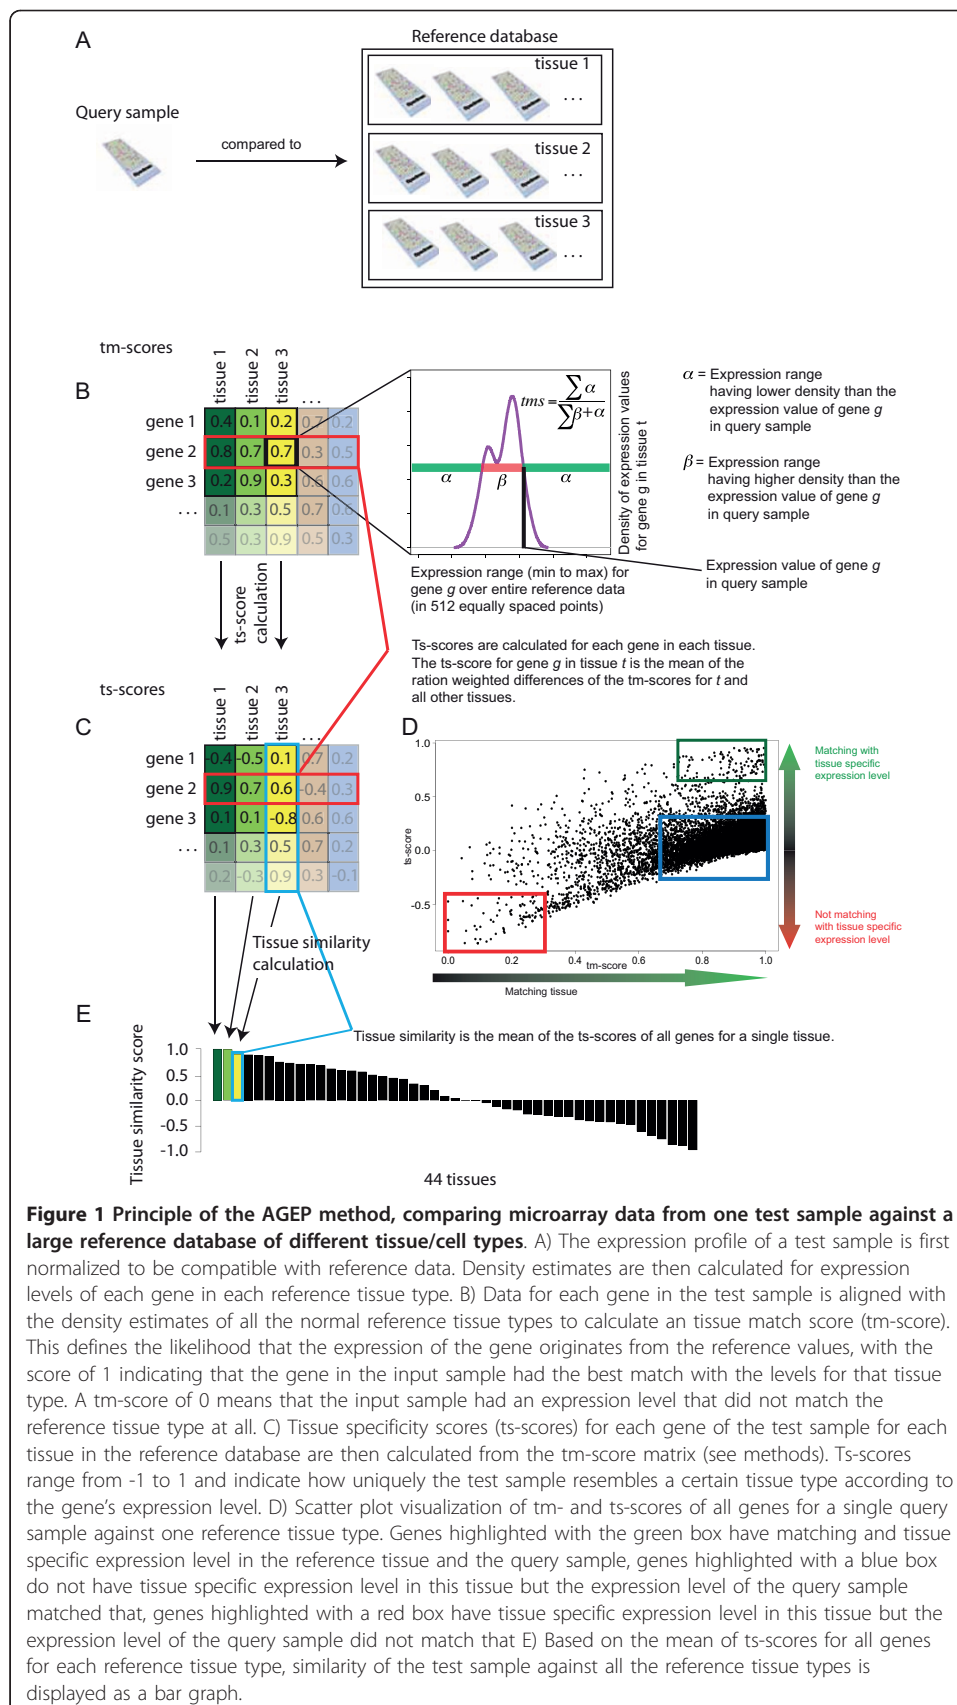 A
Reference database
tissue 1
...
Query sample
compared to
tissue 2
...
tissue 3
...
tm-scores
tissue 1
tissue 2
tissue 3
...
B
gene 1 0.4 0.1 0.2 0.7 0.2
gene 2 0.8 0.7 0.7 0.3 0.5
gene 3 0.2 0.9 0.3 0.6 0.6
... 0.1 0.3 0.5 0.7 0.6
0.5 0.3 0.9 0.5 0.3
tms = ∑α / ∑β+α
α β α
Density of expression values
for gene g in tissue t
α = Expression range
having lower density than the
expression value of gene g
in query sample
β = Expression range
having higher density than the
expression value of gene g
in query sample
Expression value of gene g
in query sample
Expression range (min to max) for
gene g over entire reference data
(in 512 equally spaced points)
ts-score
calculation
Ts-scores are calculated for each gene in each tissue.
The ts-score for gene g in tissue t is the mean of the
ration weighted differences of the tm-scores for t and
all other tissues.
ts-scores
tissue 1
tissue 2
tissue 3
...
C
gene 1 -0.4 -0.5 0.1 0.7 0.2
gene 2 0.9 0.7 0.6 -0.4 0.3
gene 3 0.1 0.1 -0.8 0.6 0.6
... 0.1 0.3 0.5 0.7 0.2
0.2 -0.3 0.9 0.3 -0.1
D
1.0
0.5
0.0
-0.5
ts-score
0.0 0.2 0.4 0.6 0.8 1.0
tm-score
Matching tissue
Matching with
tissue specific
expression level
Not matching
with tissue specific
expression level
Tissue similarity
calculation
E
Tissue similarity is the mean of the ts-scores of all genes for a single tissue.
Tissue similarity score
1.0
0.5
0.0
-0.5
-1.0
44 tissues
Figure 1 Principle of the AGEP method, comparing microarray data from one test sample against a
large reference database of different tissue/cell types. A) The expression profile of a test sample is first
normalized to be compatible with reference data. Density estimates are then calculated for expression
levels of each gene in each reference tissue type. B) Data for each gene in the test sample is aligned with
the density estimates of all the normal reference tissue types to calculate an tissue match score (tm-score).
This defines the likelihood that the expression of the gene originates from the reference values, with the
score of 1 indicating that the gene in the input sample had the best match with the levels for that tissue
type. A tm-score of 0 means that the input sample had an expression level that did not match the
reference tissue type at all. C) Tissue specificity scores (ts-scores) for each gene of the test sample for each
tissue in the reference database are then calculated from the tm-score matrix (see methods). Ts-scores
range from -1 to 1 and indicate how uniquely the test sample resembles a certain tissue type according to
the gene's expression level. D) Scatter plot visualization of tm- and ts-scores of all genes for a single query
sample against one reference tissue type. Genes highlighted with the green box have matching and tissue
specific expression level in the reference tissue and the query sample, genes highlighted with a blue box
do not have tissue specific expression level in this tissue but the expression level of the query sample
matched that, genes highlighted with a red box have tissue specific expression level in this tissue but the
expression level of the query sample did not match that E) Based on the mean of ts-scores for all genes
for each reference tissue type, similarity of the test sample against all the reference tissue types is
displayed as a bar graph.